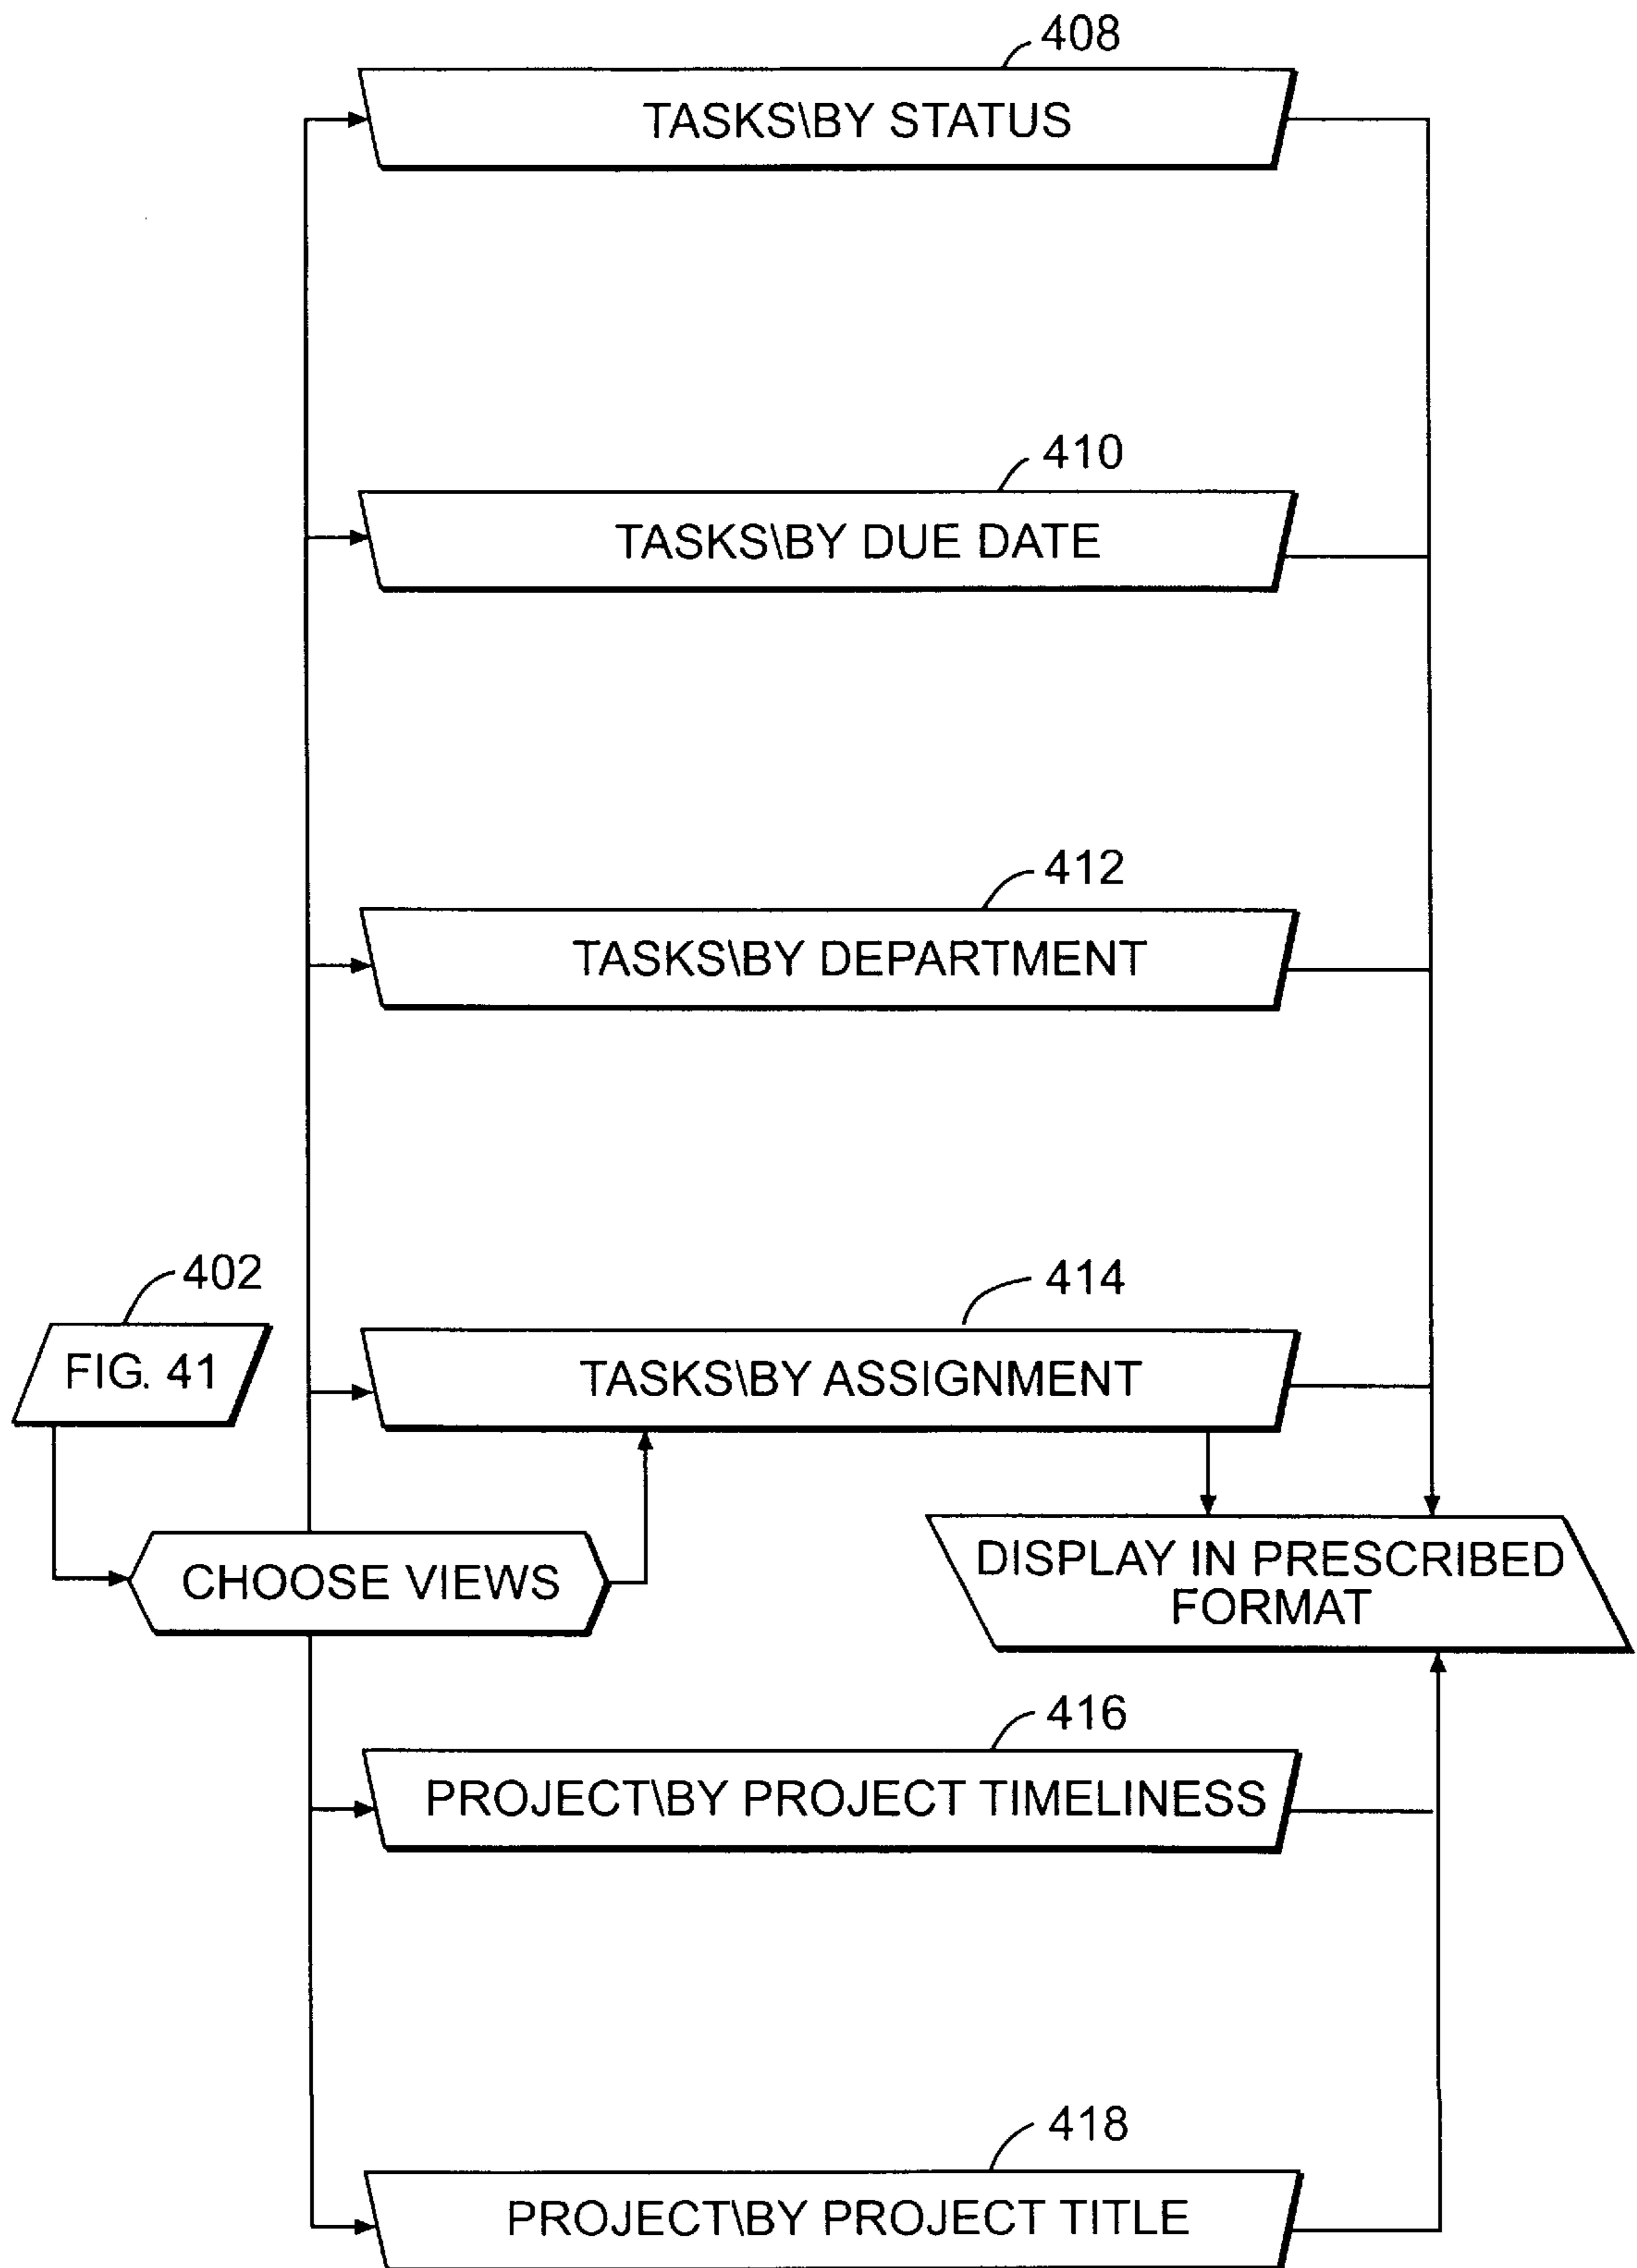 408
TASKS\BY STATUS
410
TASKS\BY DUE DATE
412
TASKS\BY DEPARTMENT
402
FIG. 41
414
TASKS\BY ASSIGNMENT
CHOOSE VIEWS
DISPLAY IN PRESCRIBED
FORMAT
416
PROJECT\BY PROJECT TIMELINESS
418
PROJECT\BY PROJECT TITLE